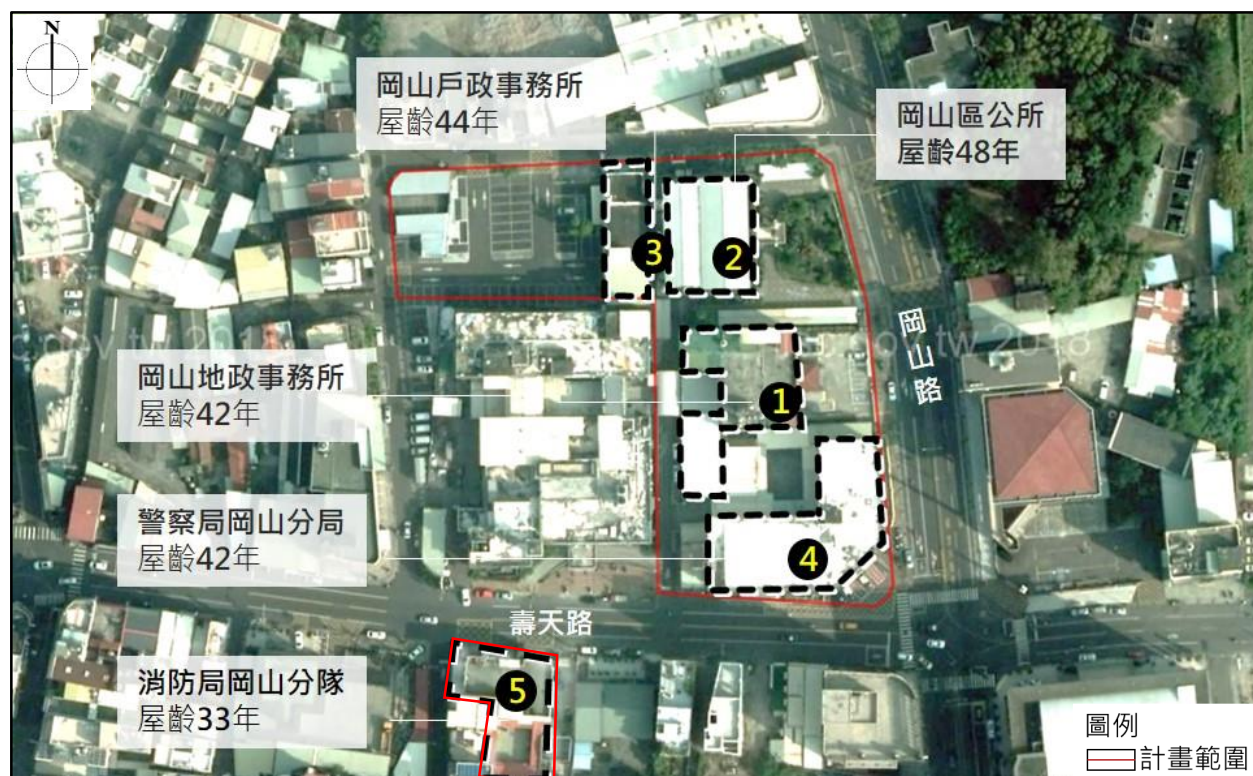 N
岡山戶政事務所
屋齡44年
岡山區公所
屋齡48年
3
2
岡山路
岡山地政事務所
屋齡42年
1
警察局岡山分局
屋齡42年
4
壽天路
消防局岡山分隊
屋齡33年
5
圖例
計畫範圍